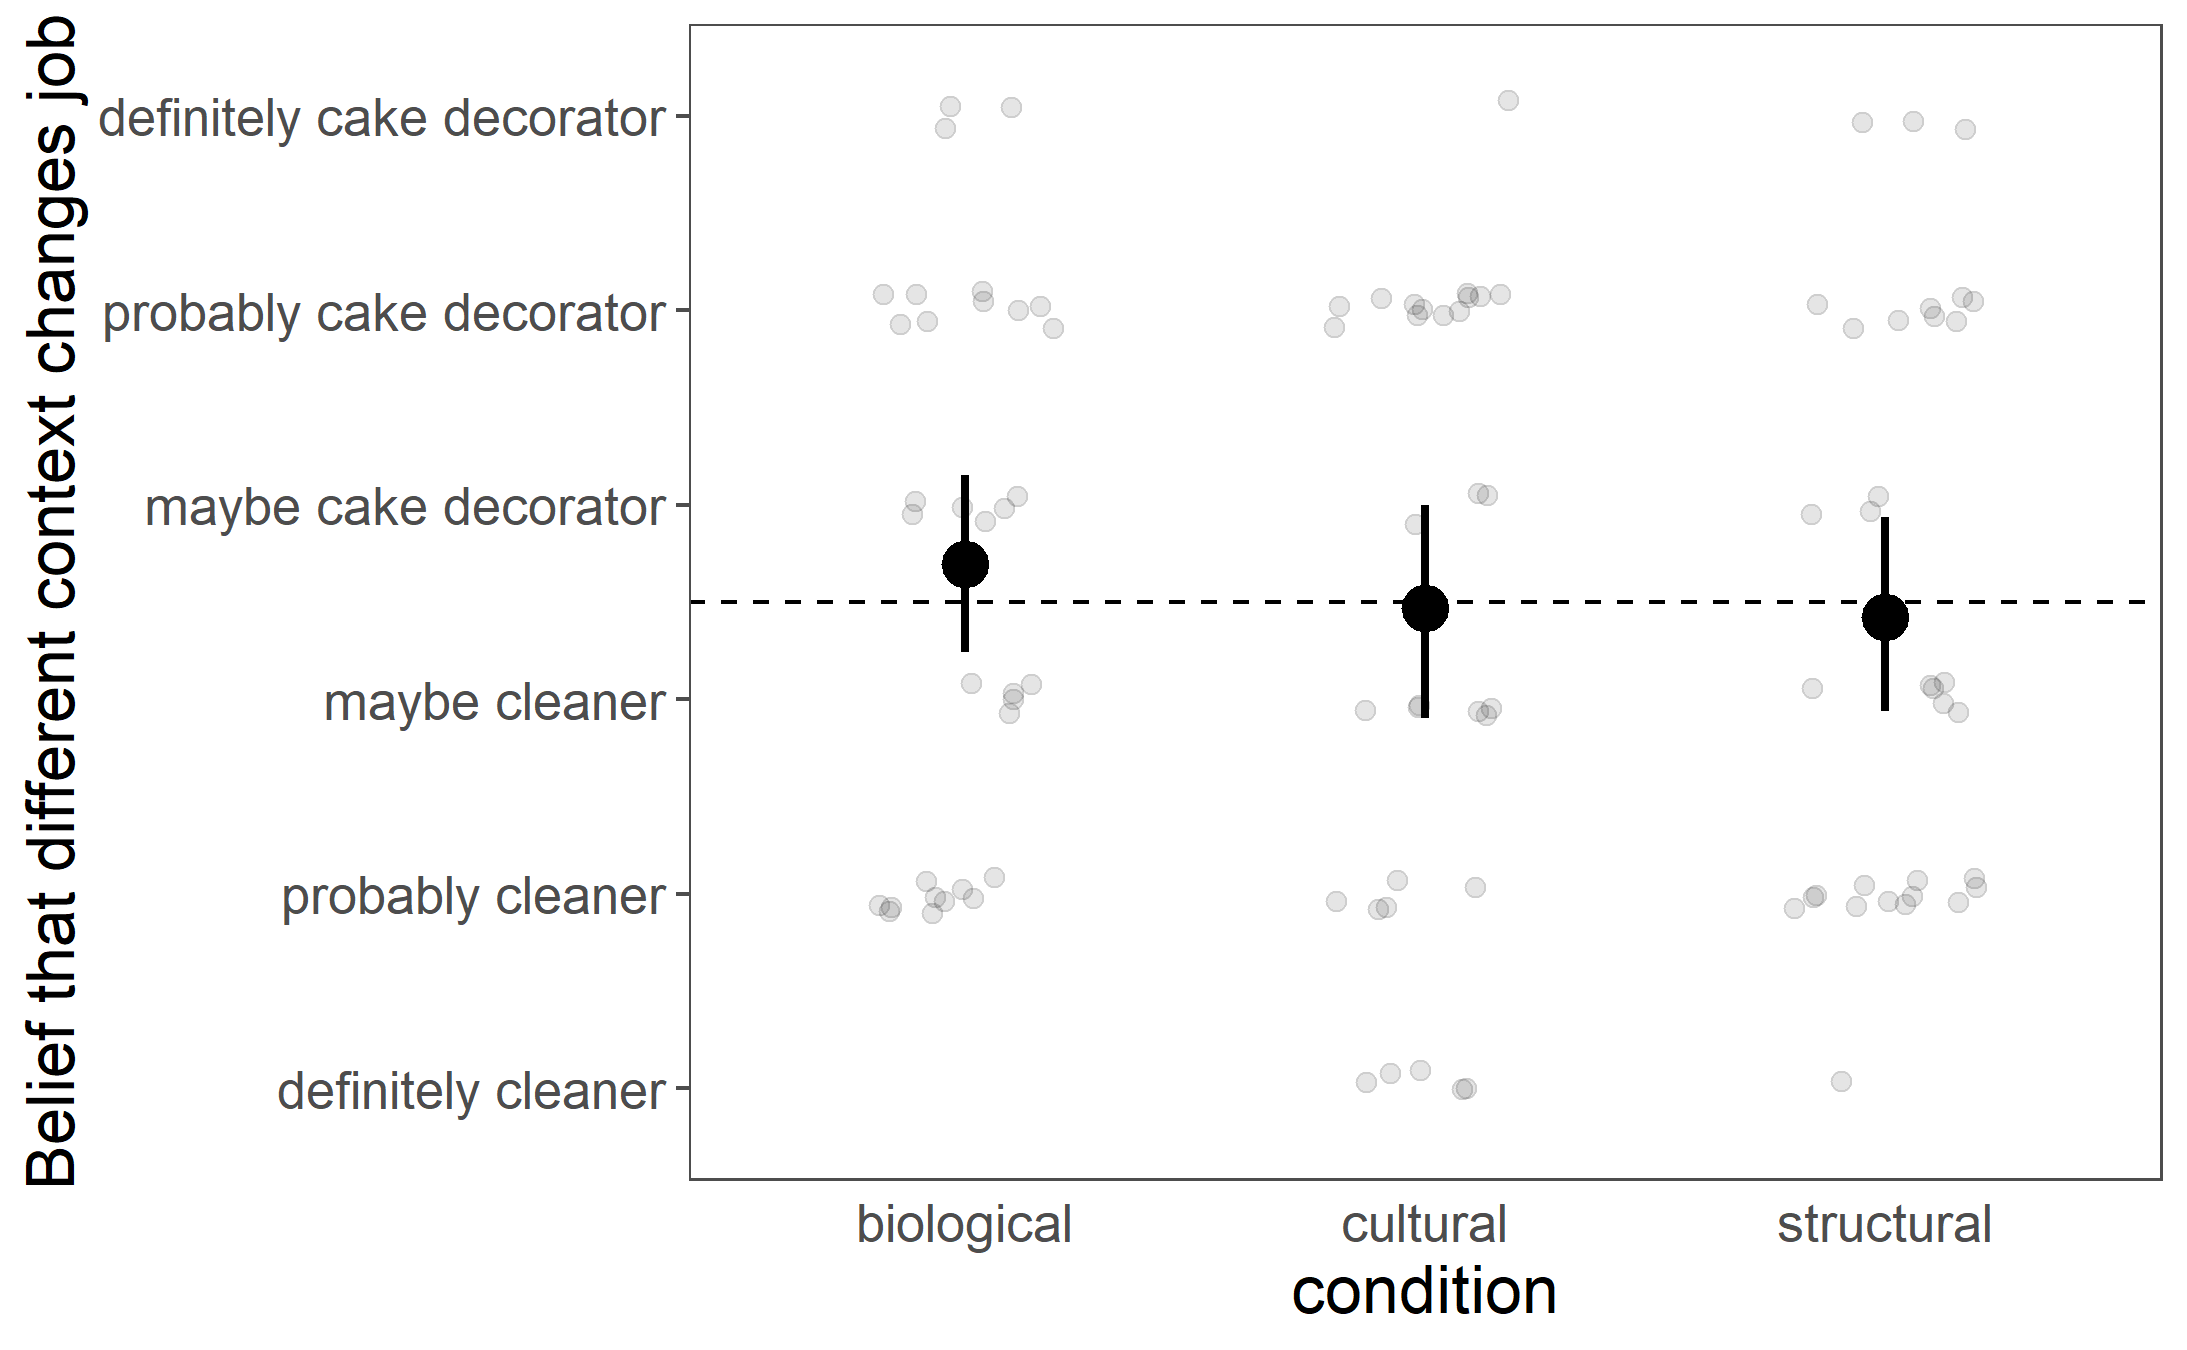 Belief that different context changes job
definitely cake decorator
probably cake decorator
maybe cake decorator
maybe cleaner
probably cleaner
definitely cleaner
biological
cultural
structural
condition